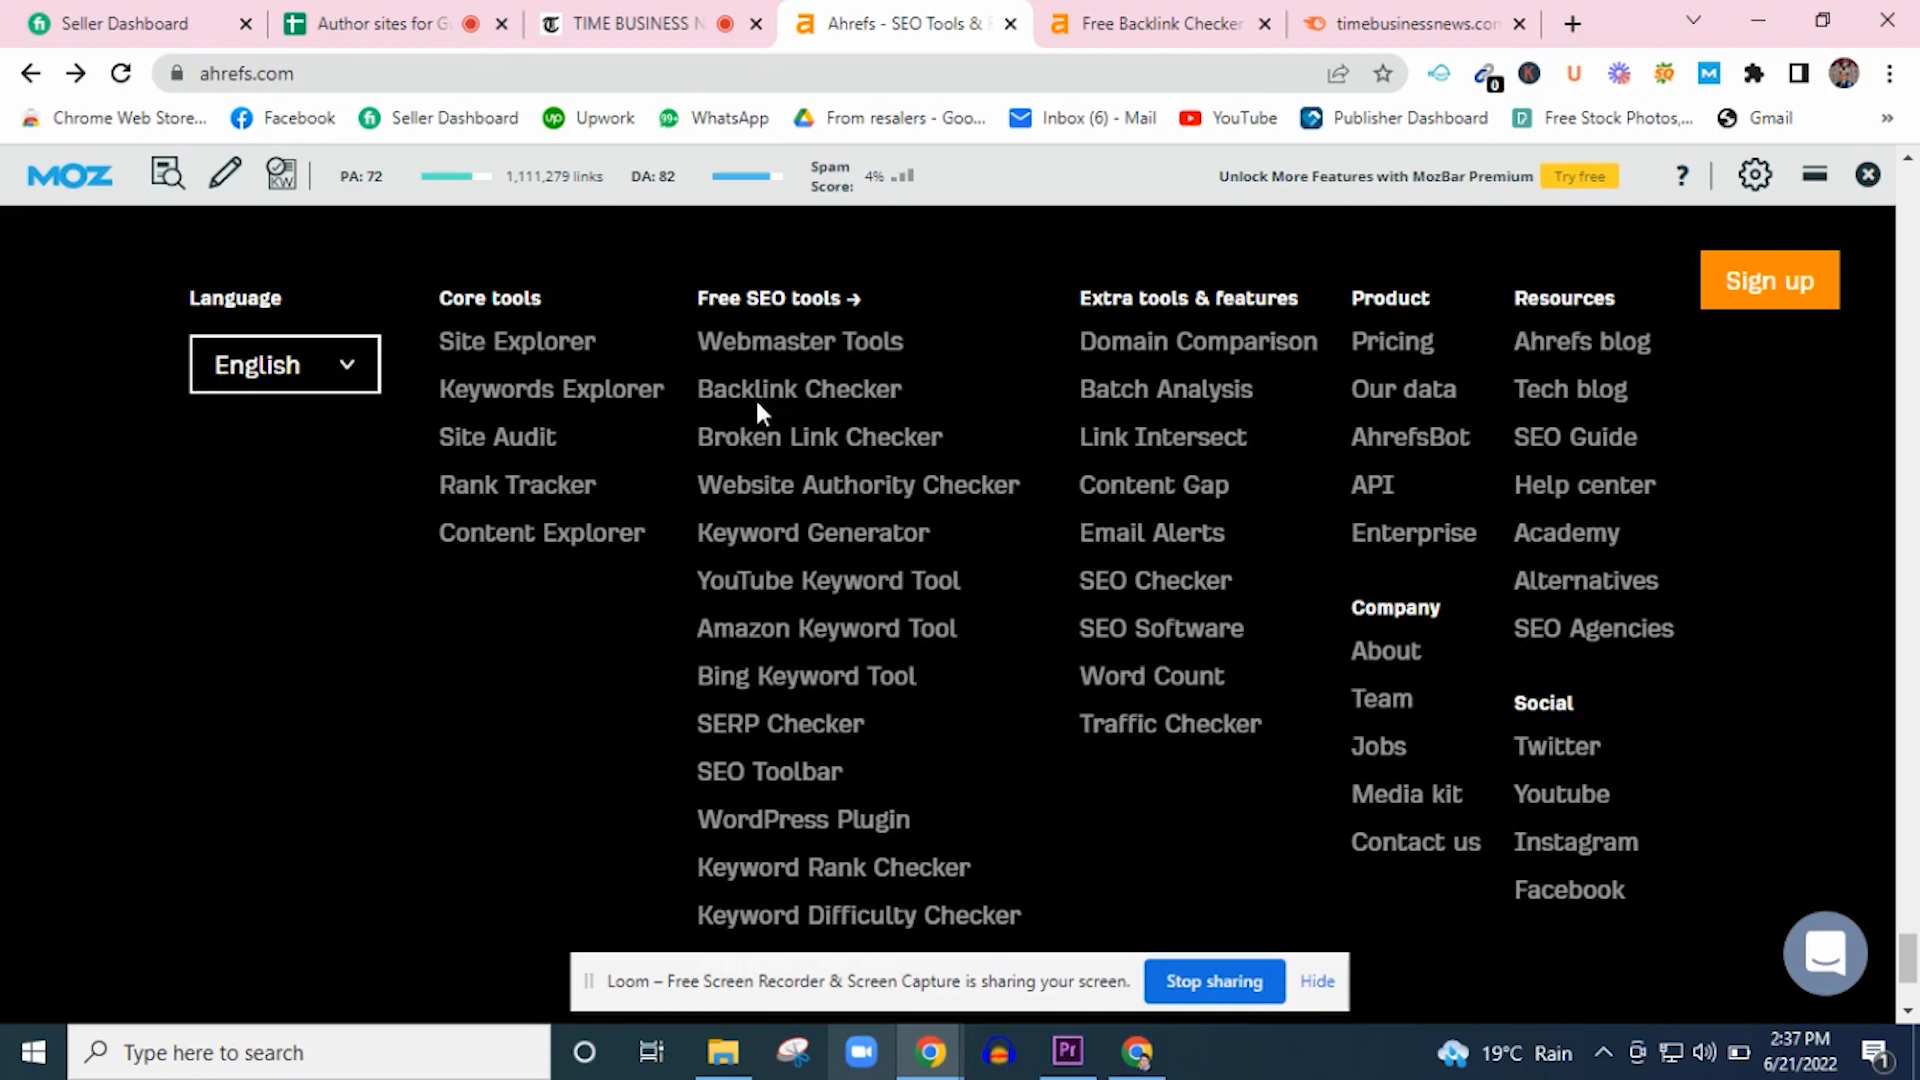 Seller Dashboard
Author sites for Gu
TIME BUSINESS N
Ahrefs - SEO Tools &
Free Backlink Checker
timebusinessnews.com
ahrefs.com
0
Chrome Web Store...
Facebook
Seller Dashboard
Upwork
WhatsApp
From resalers - Goo...
Inbox (6) - Mail
YouTube
Publisher Dashboard
Free Stock Photos,...
Gmail
»
MOZ
KW
PA: 72
1,111,279 links
DA: 82
Spam Score: 4%
Unlock More Features with MozBar Premium
Try free
?
Sign up
Language
English
Core tools
Site Explorer
Keywords Explorer
Site Audit
Rank Tracker
Content Explorer
Free SEO tools →
Webmaster Tools
Backlink Checker
Broken Link Checker
Website Authority Checker
Keyword Generator
YouTube Keyword Tool
Amazon Keyword Tool
Bing Keyword Tool
SERP Checker
SEO Toolbar
WordPress Plugin
Keyword Rank Checker
Keyword Difficulty Checker
Extra tools & features
Domain Comparison
Batch Analysis
Link Intersect
Content Gap
Email Alerts
SEO Checker
SEO Software
Word Count
Traffic Checker
Product
Pricing
Our data
AhrefsBot
API
Enterprise
Company
About
Team
Jobs
Media kit
Contact us
Resources
Ahrefs blog
Tech blog
SEO Guide
Help center
Academy
Alternatives
SEO Agencies
Social
Twitter
Youtube
Instagram
Facebook
Loom – Free Screen Recorder & Screen Capture is sharing your screen.
Stop sharing
Hide
Type here to search
Pr
19°C Rain
2:37 PM
6/21/2022
1